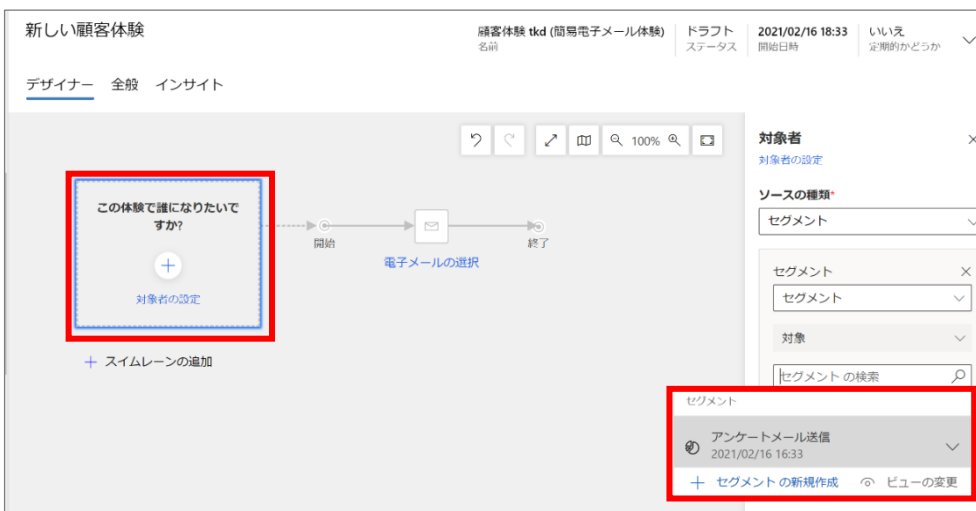 新しい顧客体験
顧客体験 tkd (簡易電子メール体験)
名前
ドラフト
ステータス
2021/02/16 18:33
開始日時
いいえ
定期的かどうか
デザイナー 全般 インサイト
100%
この体験で誰になりたいで
すか?
対象者の設定
開始
電子メールの選択
終了
+ スイムレーンの追加
対象者
対象者の設定
ソースの種類*
セグメント
セグメント
セグメント
対象
セグメント の検索
セグメント
アンケートメール送信
2021/02/16 16:33
+ セグメント の新規作成 ビューの変更